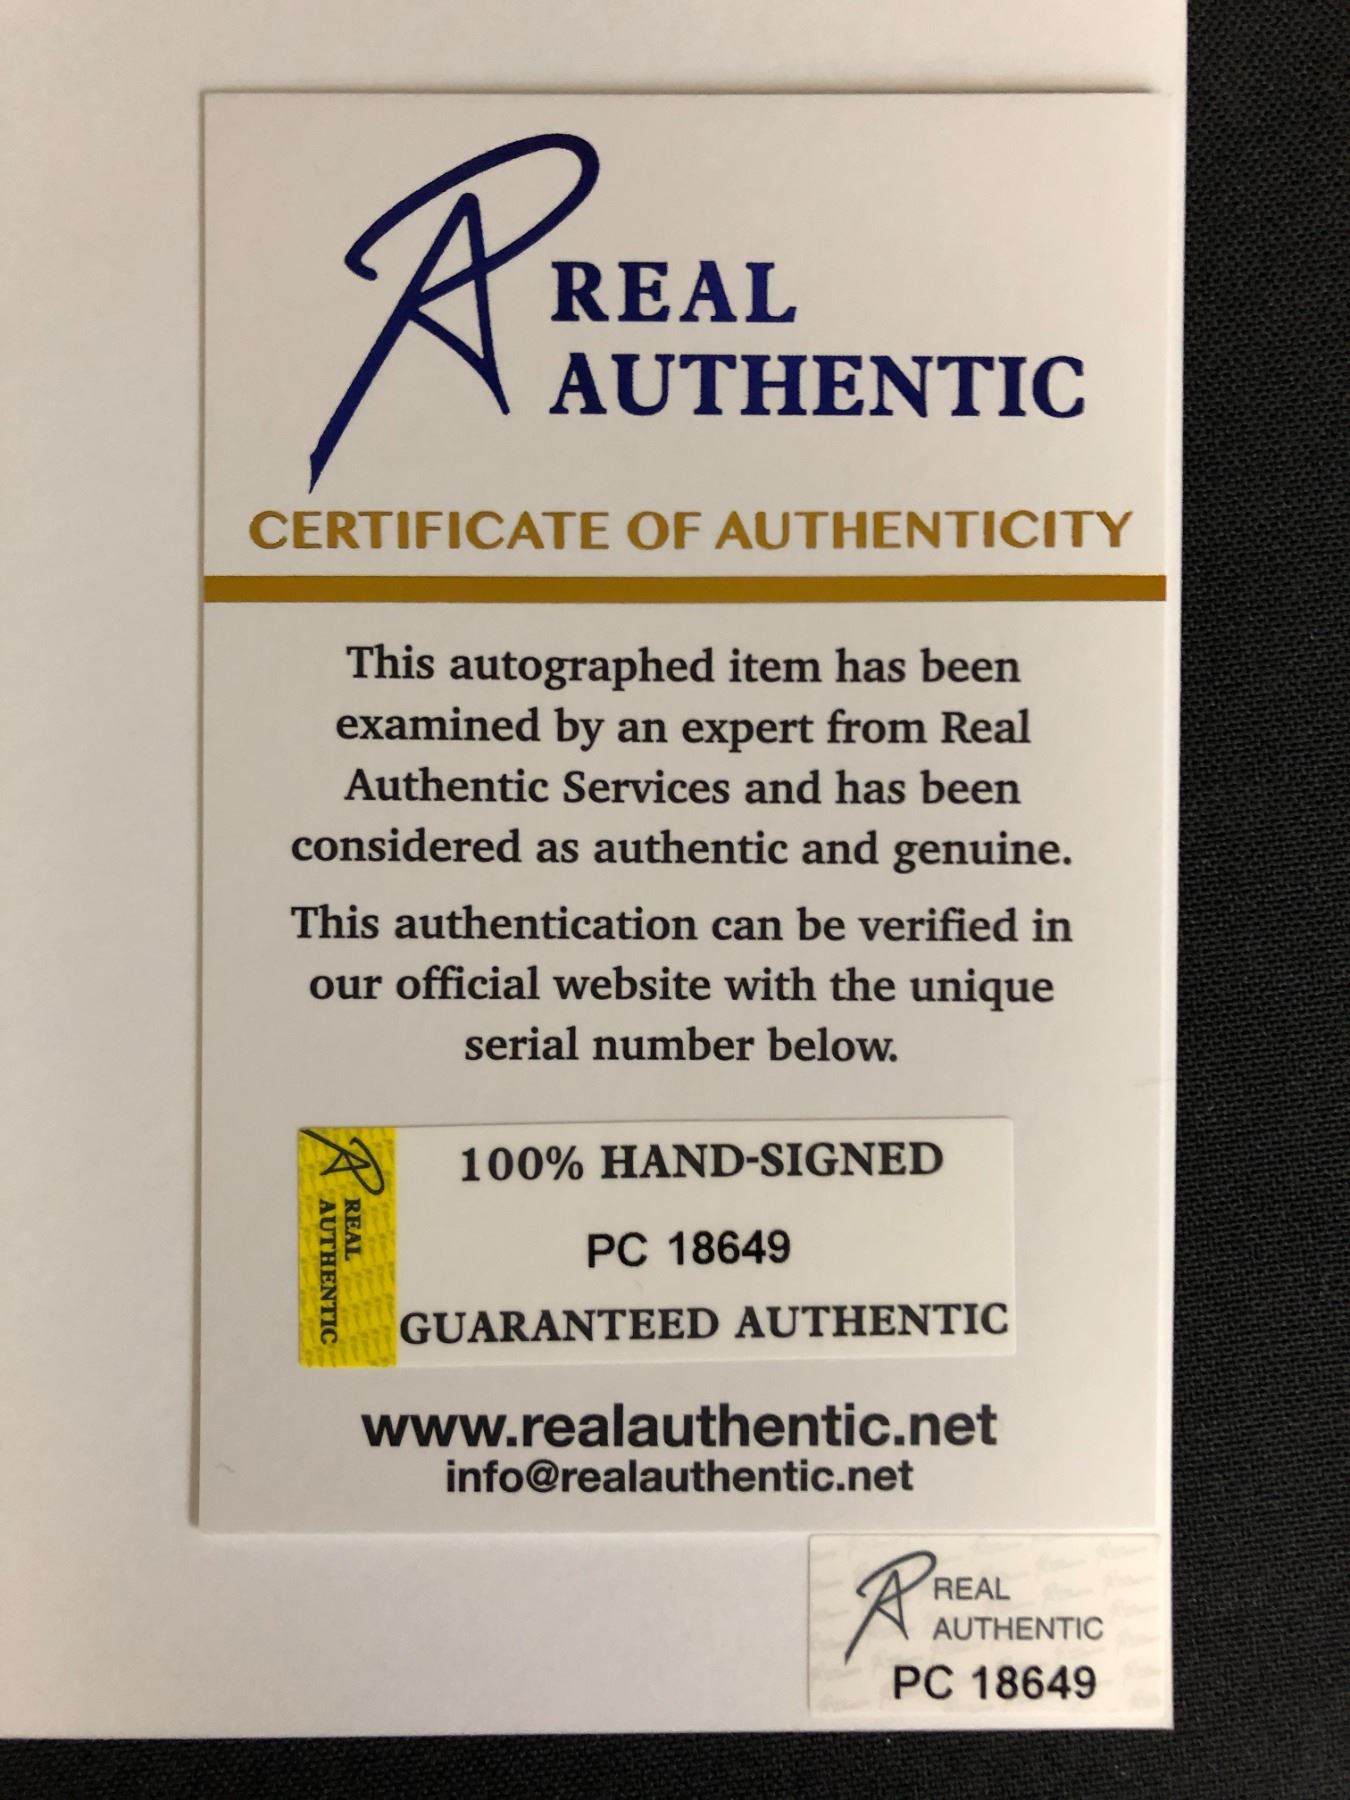 REAL
AUTHENTIC
CERTIFICATE OF AUTHENTICITY
This autographed item has been
examined by an expert from Real
Authentic Services and has been
considered as authentic and genuine.
This authentication can be verified in
our official website with the unique
serial number below.
REAL
AUTHENTIC
100% HAND-SIGNED
PC 18649
GUARANTEED AUTHENTIC
www.realauthentic.net
info@realauthentic.net
REAL
AUTHENTIC
PC 18649